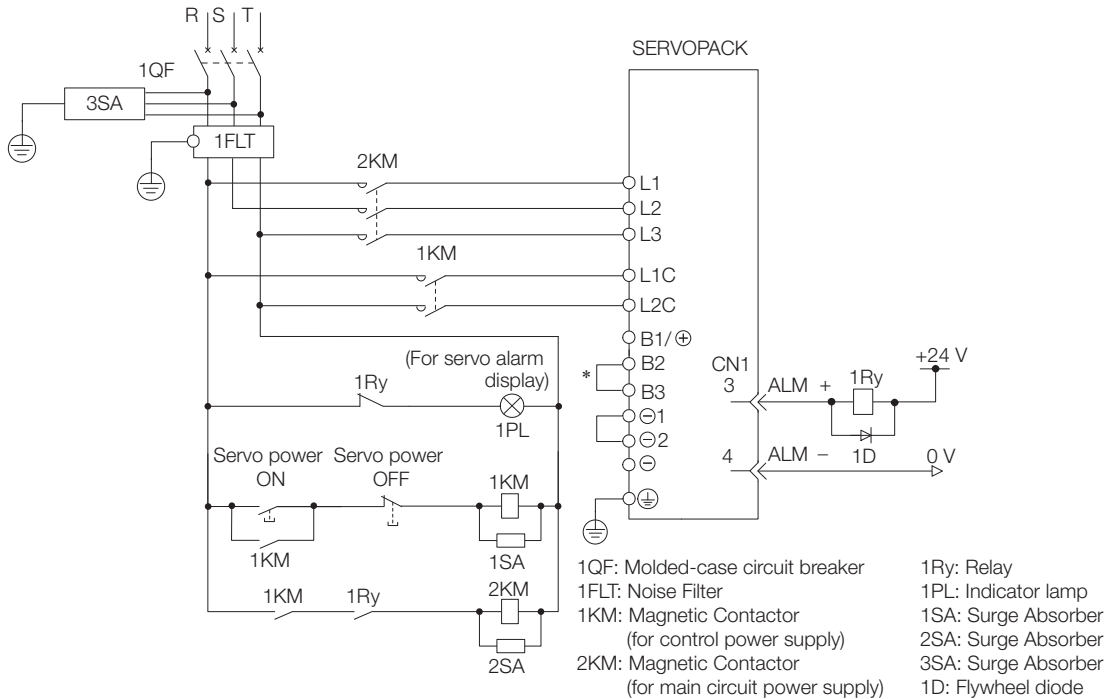 R S T
SERVOPACK
1QF
3SA
1FLT
2KM
L1
L2
L3
1KM
L1C
L2C
B1/⊕
(For servo alarm
display)
B2
CN1
+24 V
*
1Ry
B3
3
ALM +
1Ry
1PL
⊖1
⊖2
Servo power
ON
Servo power
OFF
⊖
4
ALM −
1D
0 V
1KM
1KM
1SA
1KM
1Ry
2KM
2SA
1QF: Molded-case circuit breaker
1FLT: Noise Filter
1KM: Magnetic Contactor
(for control power supply)
2KM: Magnetic Contactor
(for main circuit power supply)
1Ry: Relay
1PL: Indicator lamp
1SA: Surge Absorber
2SA: Surge Absorber
3SA: Surge Absorber
1D: Flywheel diode